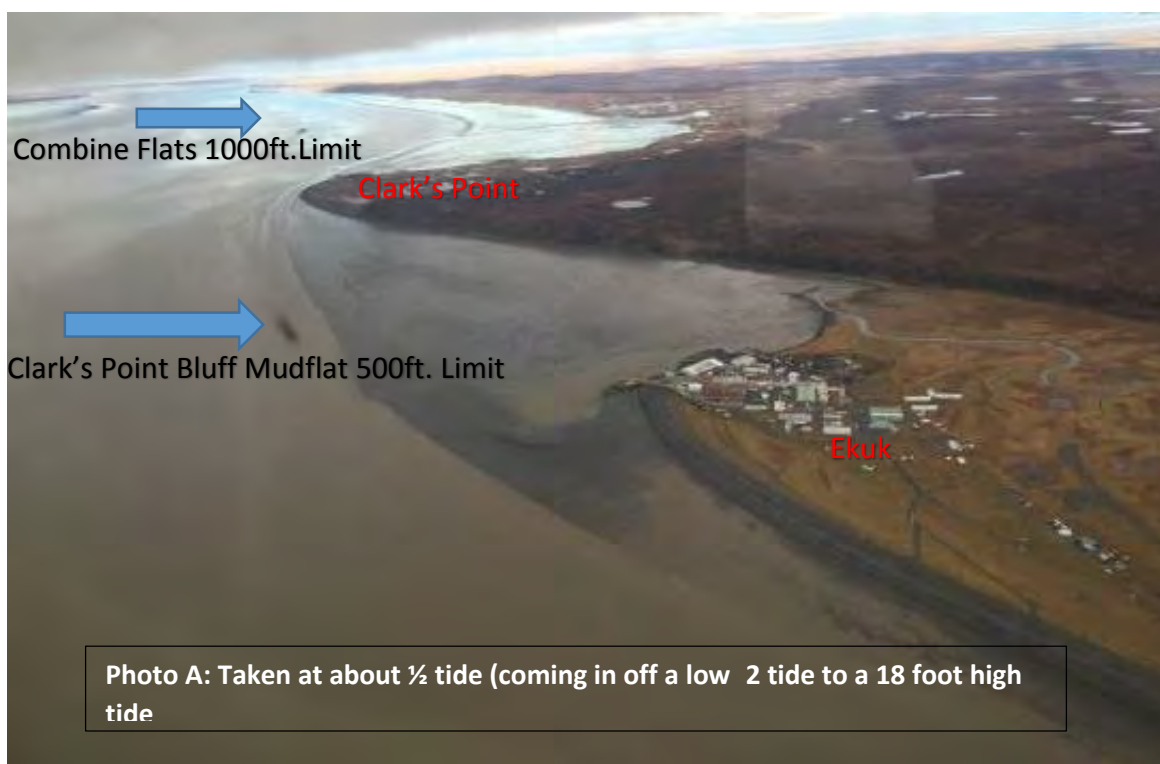 Combine Flats 1000ft.Limit
Clark’s Point
Clark’s Point Bluff Mudflat 500ft. Limit
Ekuk
Photo A: Taken at about ½ tide (coming in off a low  2 tide to a 18 foot high
tide